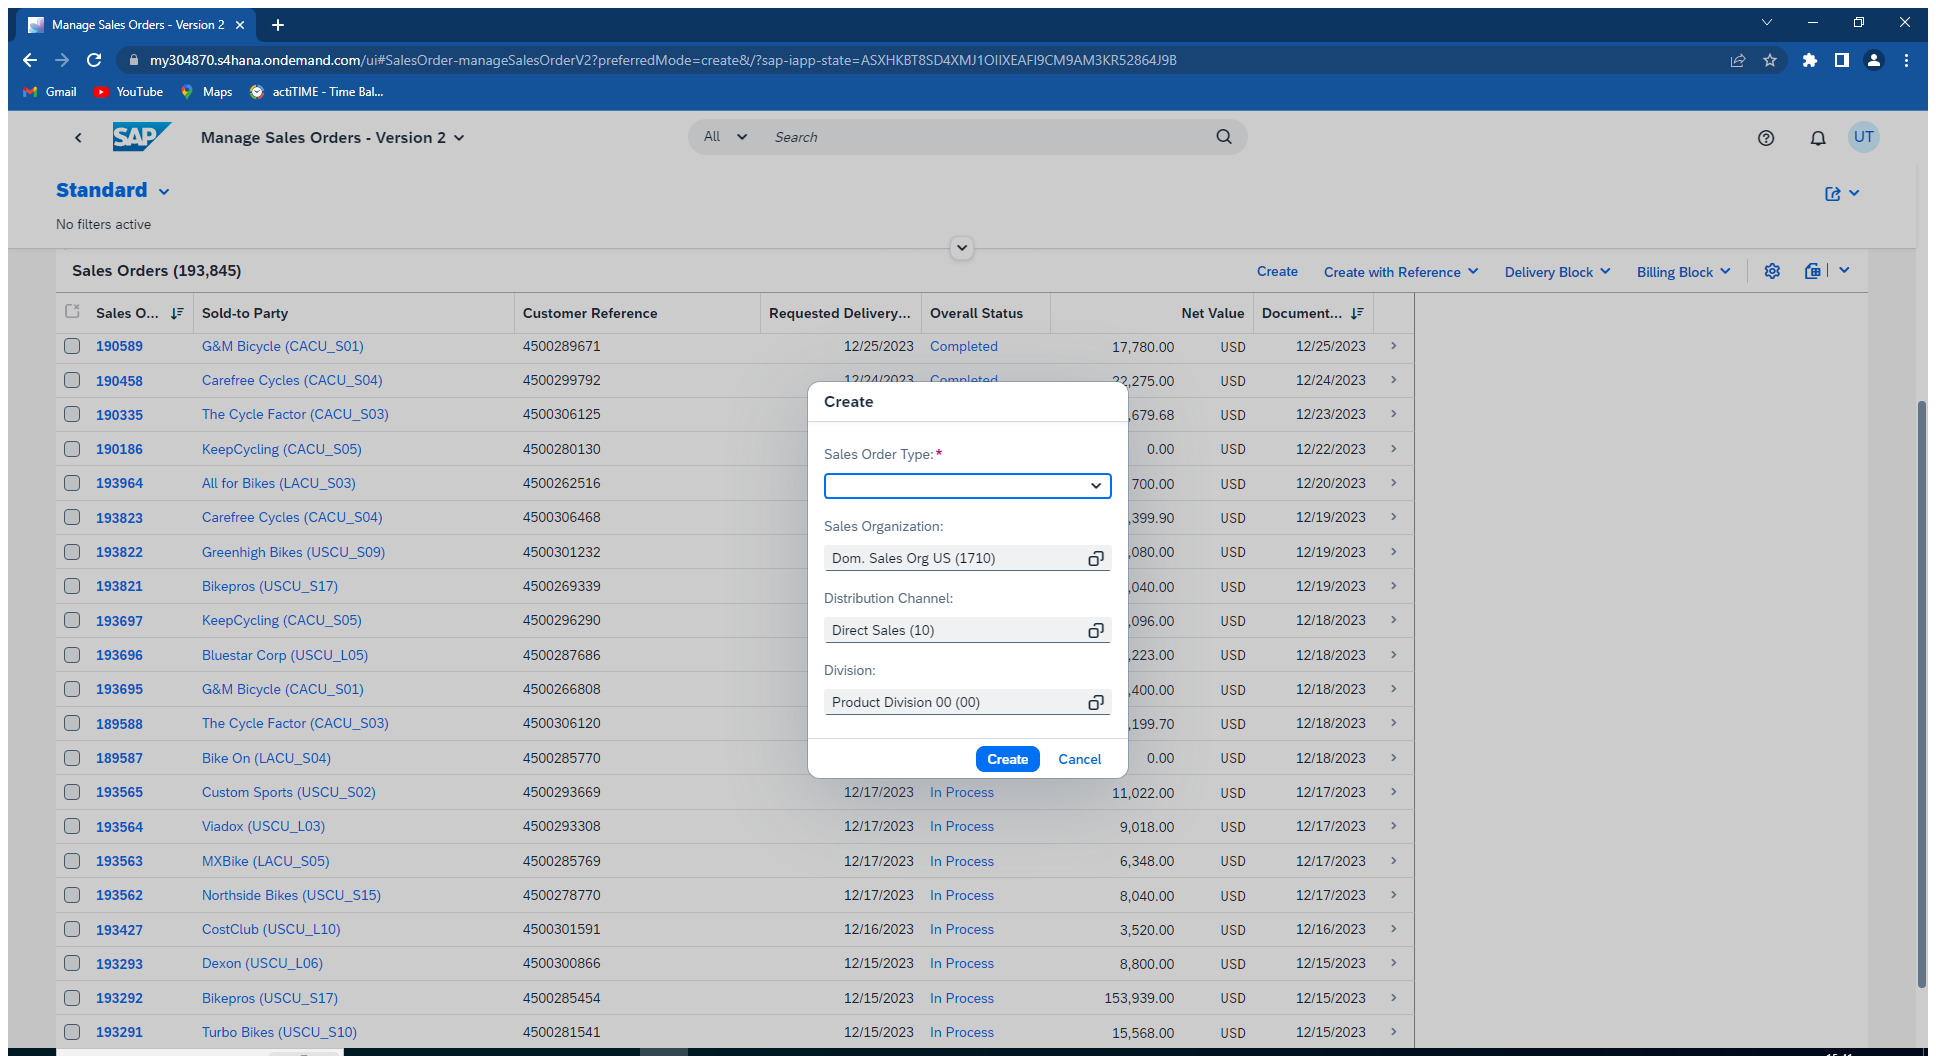 Manage Sales Orders - Version 2
my304870.s4hana.ondemand.com/ui#SalesOrder-manageSalesOrderV2?preferredMode=create&/?sap-iapp-state=ASXHKBT8SD4XMJ1OIIXEAFI9CM9AM3KR52864J9B
Gmail YouTube Maps actiTIME - Time Bal...
SAP Manage Sales Orders - Version 2 All Search UT
Standard
No filters active
Sales Orders (193,845) Create Create with Reference Delivery Block Billing Block
Sales O... Sold-to Party Customer Reference Requested Delivery... Overall Status Net Value Document...
190589 G&M Bicycle (CACU_S01) 4500289671 12/25/2023 Completed 17,780.00 USD 12/25/2023
190458 Carefree Cycles (CACU_S04) 4500299792 12/24/2023 Completed 22,275.00 USD 12/24/2023
190335 The Cycle Factor (CACU_S03) 4500306125 ,679.68 USD 12/23/2023
190186 KeepCycling (CACU_S05) 4500280130 0.00 USD 12/22/2023
193964 All for Bikes (LACU_S03) 4500262516 700.00 USD 12/20/2023
193823 Carefree Cycles (CACU_S04) 4500306468 ,399.90 USD 12/19/2023
193822 Greenhigh Bikes (USCU_S09) 4500301232 ,080.00 USD 12/19/2023
193821 Bikepros (USCU_S17) 4500269339 ,040.00 USD 12/19/2023
193697 KeepCycling (CACU_S05) 4500296290 ,096.00 USD 12/18/2023
193696 Bluestar Corp (USCU_L05) 4500287686 ,223.00 USD 12/18/2023
193695 G&M Bicycle (CACU_S01) 4500266808 ,400.00 USD 12/18/2023
189588 The Cycle Factor (CACU_S03) 4500306120 ,199.70 USD 12/18/2023
189587 Bike On (LACU_S04) 4500285770 0.00 USD 12/18/2023
193565 Custom Sports (USCU_S02) 4500293669 12/17/2023 In Process 11,022.00 USD 12/17/2023
193564 Viadox (USCU_L03) 4500293308 12/17/2023 In Process 9,018.00 USD 12/17/2023
193563 MXBike (LACU_S05) 4500285769 12/17/2023 In Process 6,348.00 USD 12/17/2023
193562 Northside Bikes (USCU_S15) 4500278770 12/17/2023 In Process 8,040.00 USD 12/17/2023
193427 CostClub (USCU_L10) 4500301591 12/16/2023 In Process 3,520.00 USD 12/16/2023
193293 Dexon (USCU_L06) 4500300866 12/15/2023 In Process 8,800.00 USD 12/15/2023
193292 Bikepros (USCU_S17) 4500285454 12/15/2023 In Process 153,939.00 USD 12/15/2023
193291 Turbo Bikes (USCU_S10) 4500281541 12/15/2023 In Process 15,568.00 USD 12/15/2023
Create
Sales Order Type:*
Sales Organization:
Dom. Sales Org US (1710)
Distribution Channel:
Direct Sales (10)
Division:
Product Division 00 (00)
Create Cancel